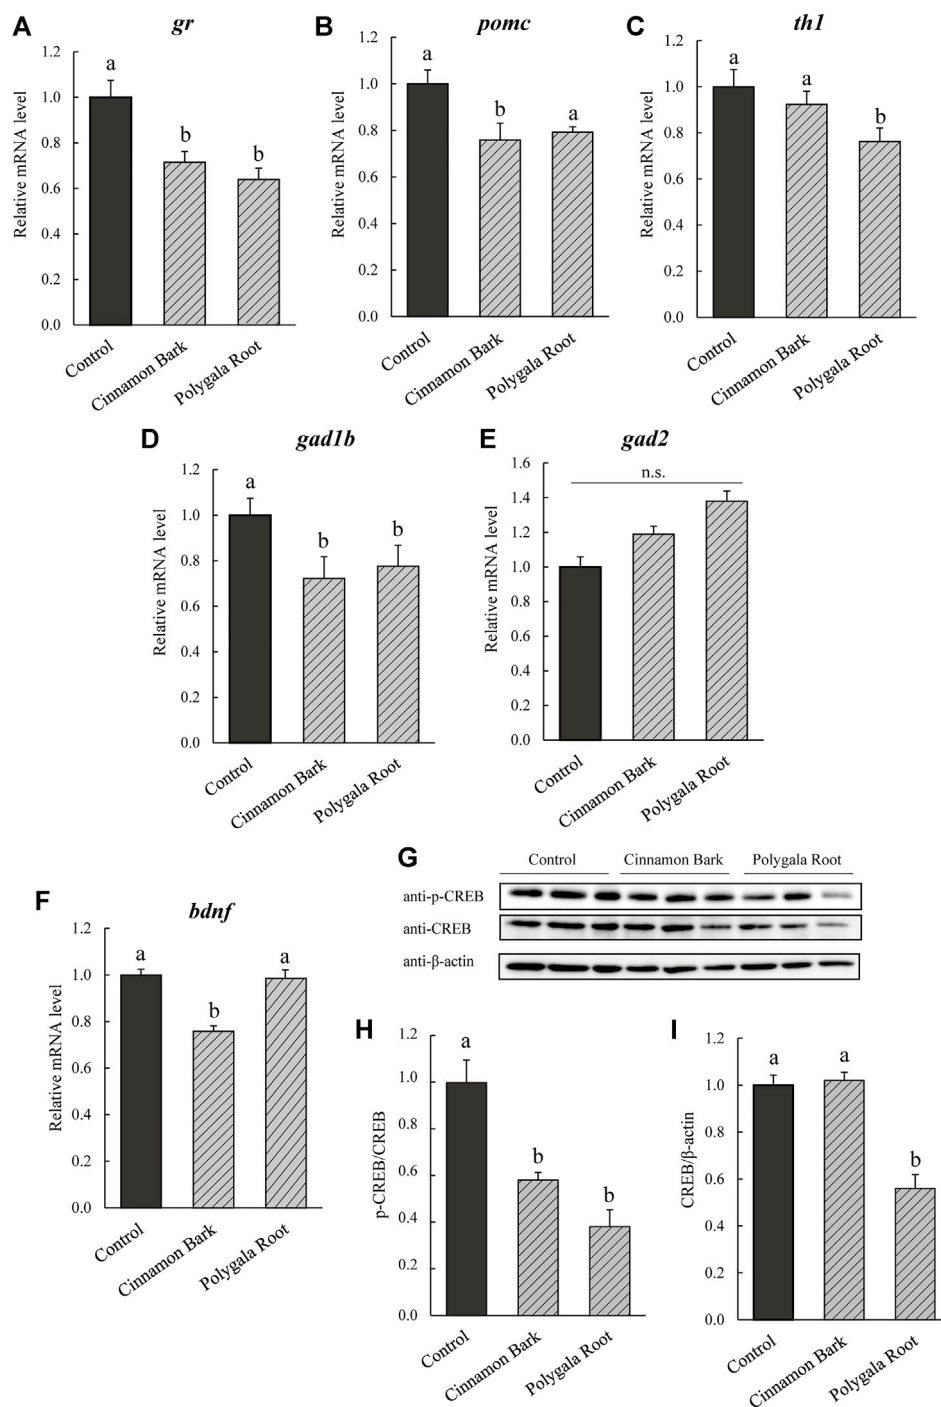 A gr
Relative mRNA level
1.2
1.0
0.8
0.6
0.4
0.2
0.0
a
b
b
Control
Cinnamon Bark
Polygala Root
B pomc
Relative mRNA level
1.2
1.0
0.8
0.6
0.4
0.2
0.0
a
b
a
Control
Cinnamon Bark
Polygala Root
C th1
Relative mRNA level
1.2
1.0
0.8
0.6
0.4
0.2
0.0
a
a
b
Control
Cinnamon Bark
Polygala Root
D gad1b
Relative mRNA level
1.2
1.0
0.8
0.6
0.4
0.2
0.0
a
b
b
Control
Cinnamon Bark
Polygala Root
E gad2
Relative mRNA level
1.6
1.4
1.2
1.0
0.8
0.6
0.4
0.2
0.0
n.s.
Control
Cinnamon Bark
Polygala Root
F bdnf
Relative mRNA level
1.2
1.0
0.8
0.6
0.4
0.2
0.0
a
b
a
Control
Cinnamon Bark
Polygala Root
G
Control Cinnamon Bark Polygala Root
anti-p-CREB
anti-CREB
anti-β-actin
H
p-CREB/CREB
1.2
1.0
0.8
0.6
0.4
0.2
0.0
a
b
b
Control
Cinnamon Bark
Polygala Root
I
CREB/β-actin
1.2
1.0
0.8
0.6
0.4
0.2
0.0
a
a
b
Control
Cinnamon Bark
Polygala Root